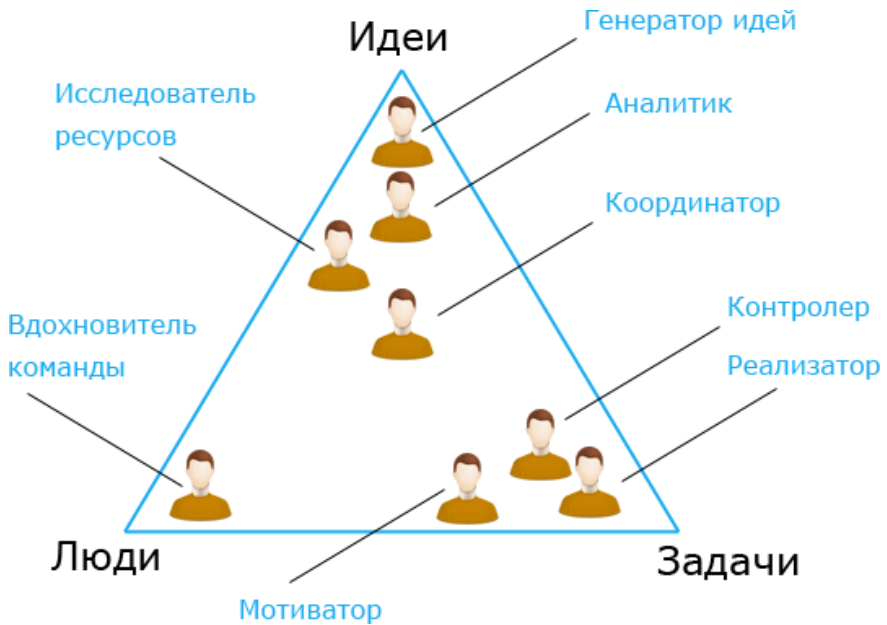 Идеи
Генератор идей
Исследователь
ресурсов
Аналитик
Координатор
Контролер
Вдохновитель
команды
Реализатор
Люди
Задачи
Мотиватор